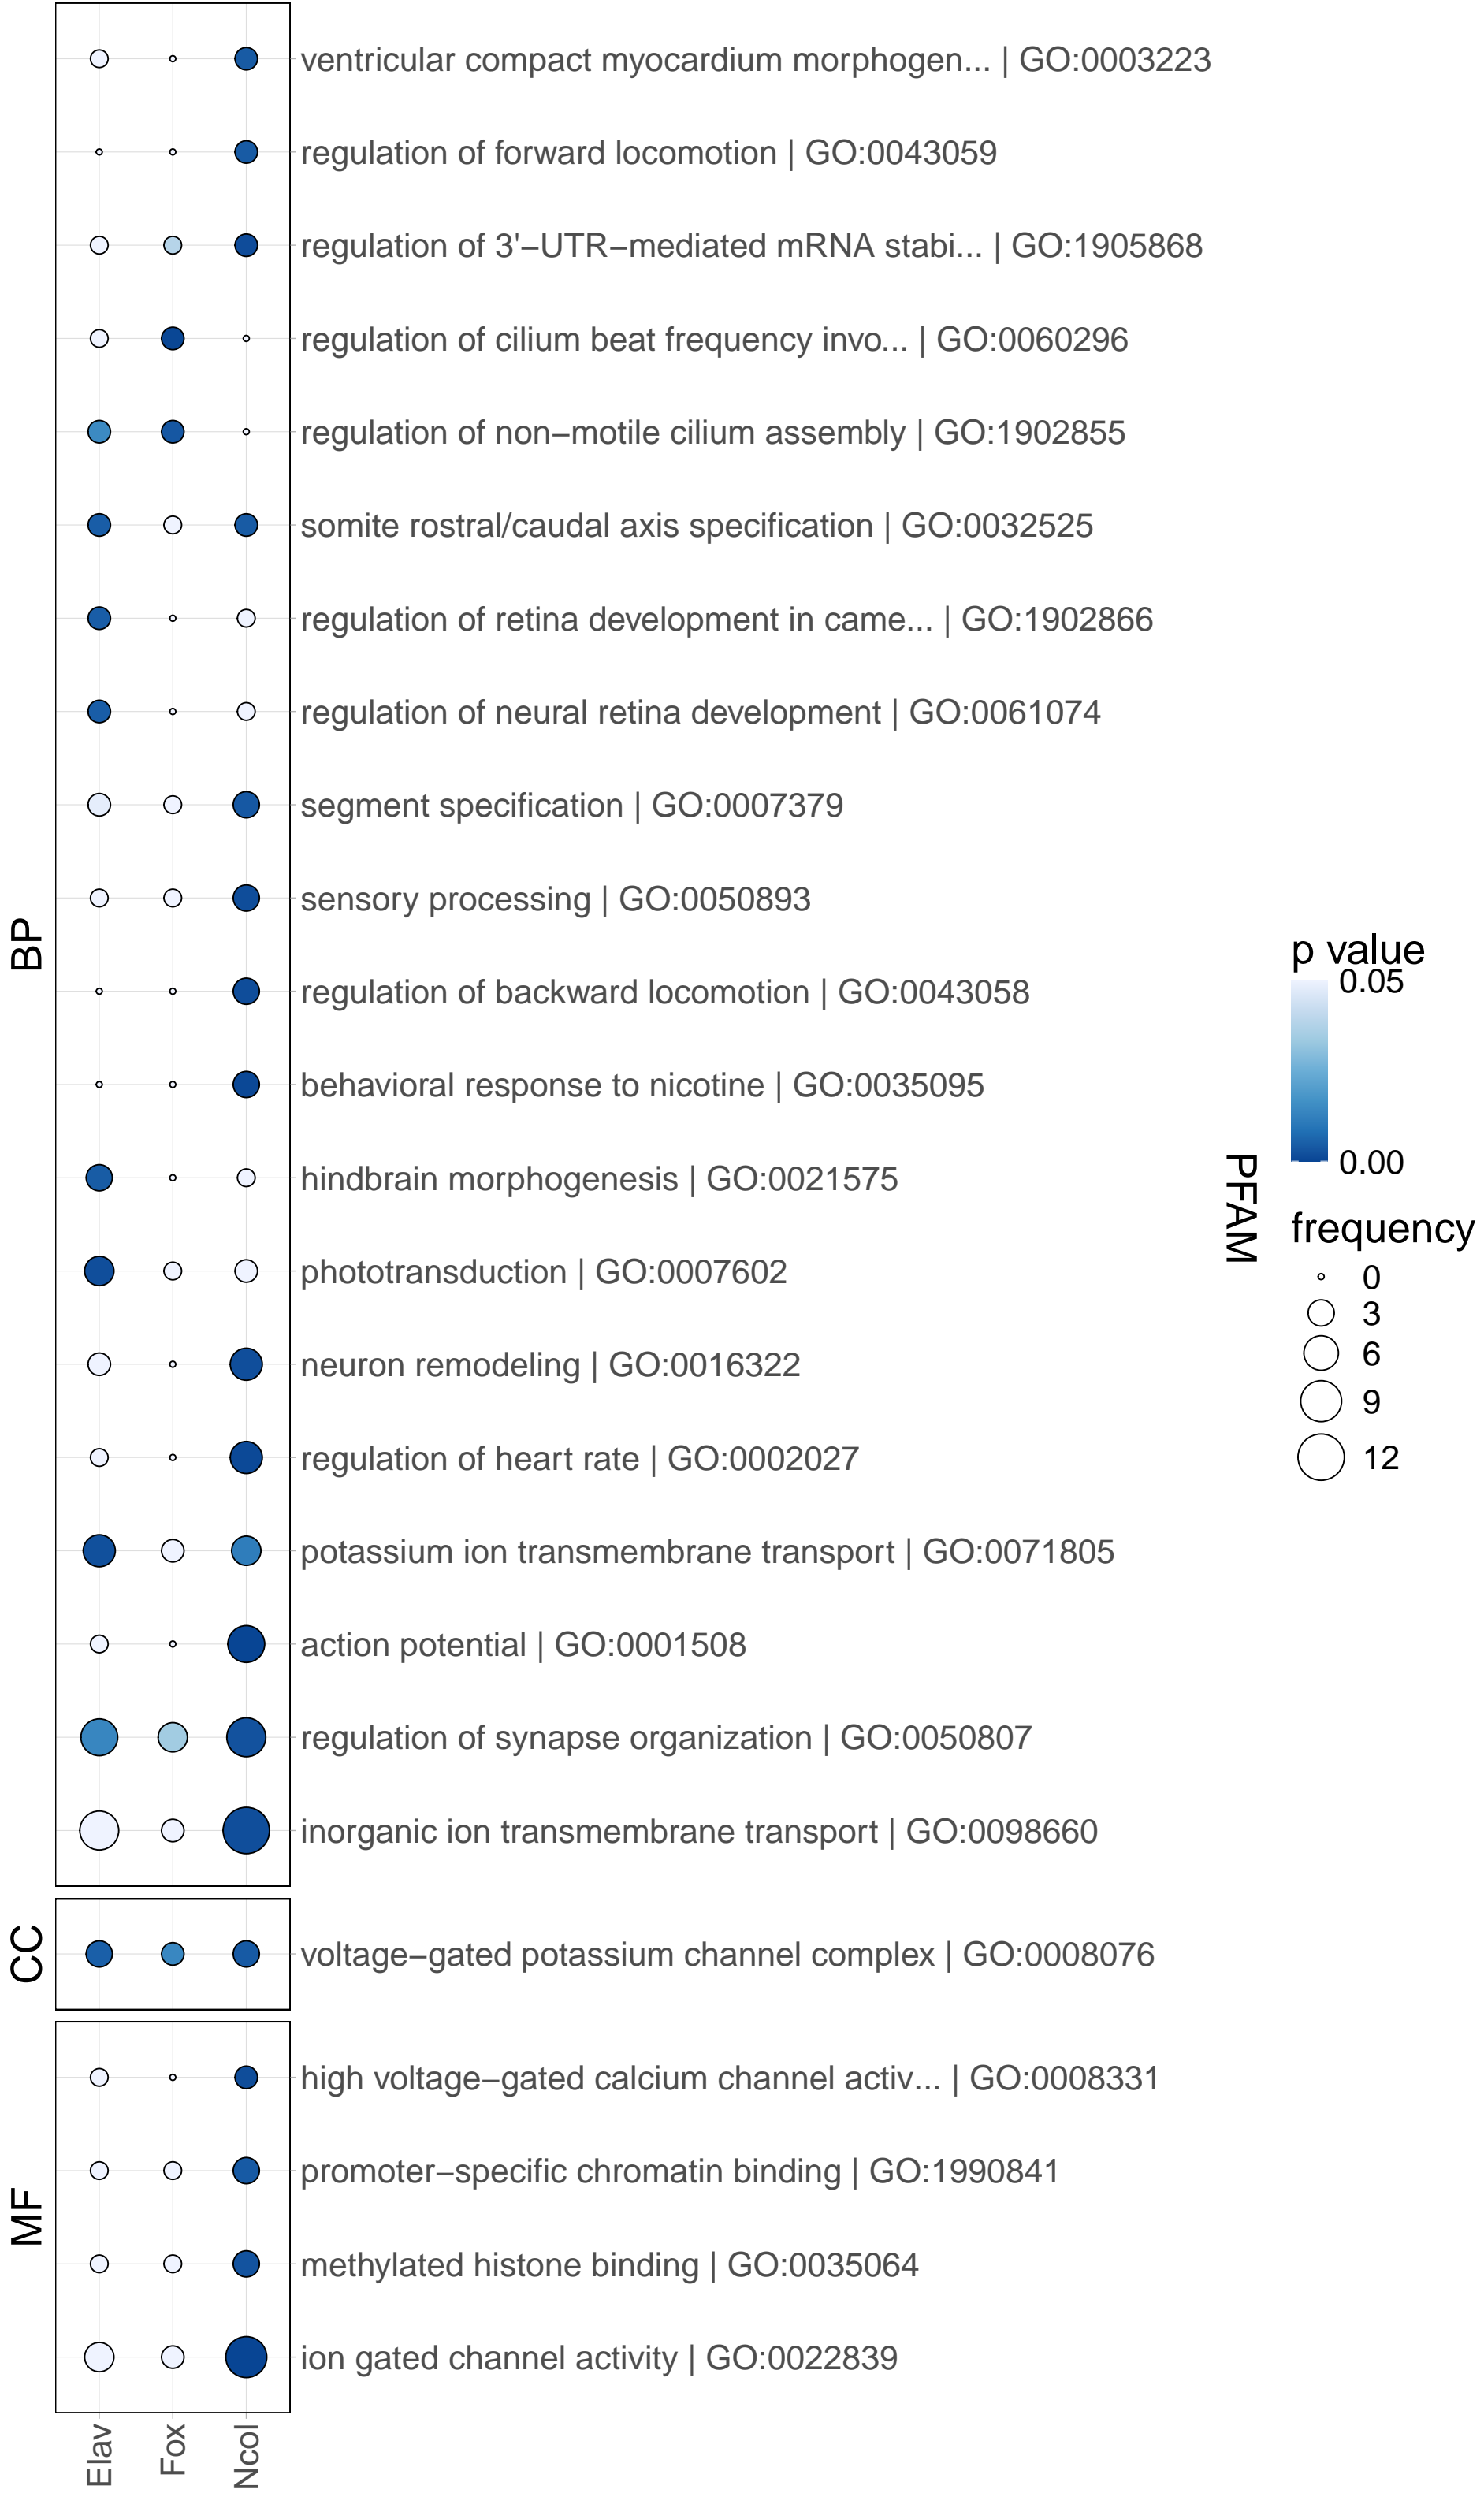 BP
ventricular compact myocardium morphogen... | GO:0003223
regulation of forward locomotion | GO:0043059
regulation of 3'−UTR−mediated mRNA stabi... | GO:1905868
regulation of cilium beat frequency invo... | GO:0060296
regulation of non−motile cilium assembly | GO:1902855
somite rostral/caudal axis specification | GO:0032525
regulation of retina development in came... | GO:1902866
regulation of neural retina development | GO:0061074
segment specification | GO:0007379
sensory processing | GO:0050893
regulation of backward locomotion | GO:0043058
behavioral response to nicotine | GO:0035095
hindbrain morphogenesis | GO:0021575
phototransduction | GO:0007602
neuron remodeling | GO:0016322
regulation of heart rate | GO:0002027
potassium ion transmembrane transport | GO:0071805
action potential | GO:0001508
regulation of synapse organization | GO:0050807
inorganic ion transmembrane transport | GO:0098660
CC
voltage−gated potassium channel complex | GO:0008076
MF
high voltage−gated calcium channel activ... | GO:0008331
promoter−specific chromatin binding | GO:1990841
methylated histone binding | GO:0035064
ion gated channel activity | GO:0022839
Elav
Fox
Ncol
PFAM
p value
0.05
0.00
frequency
0
3
6
9
12